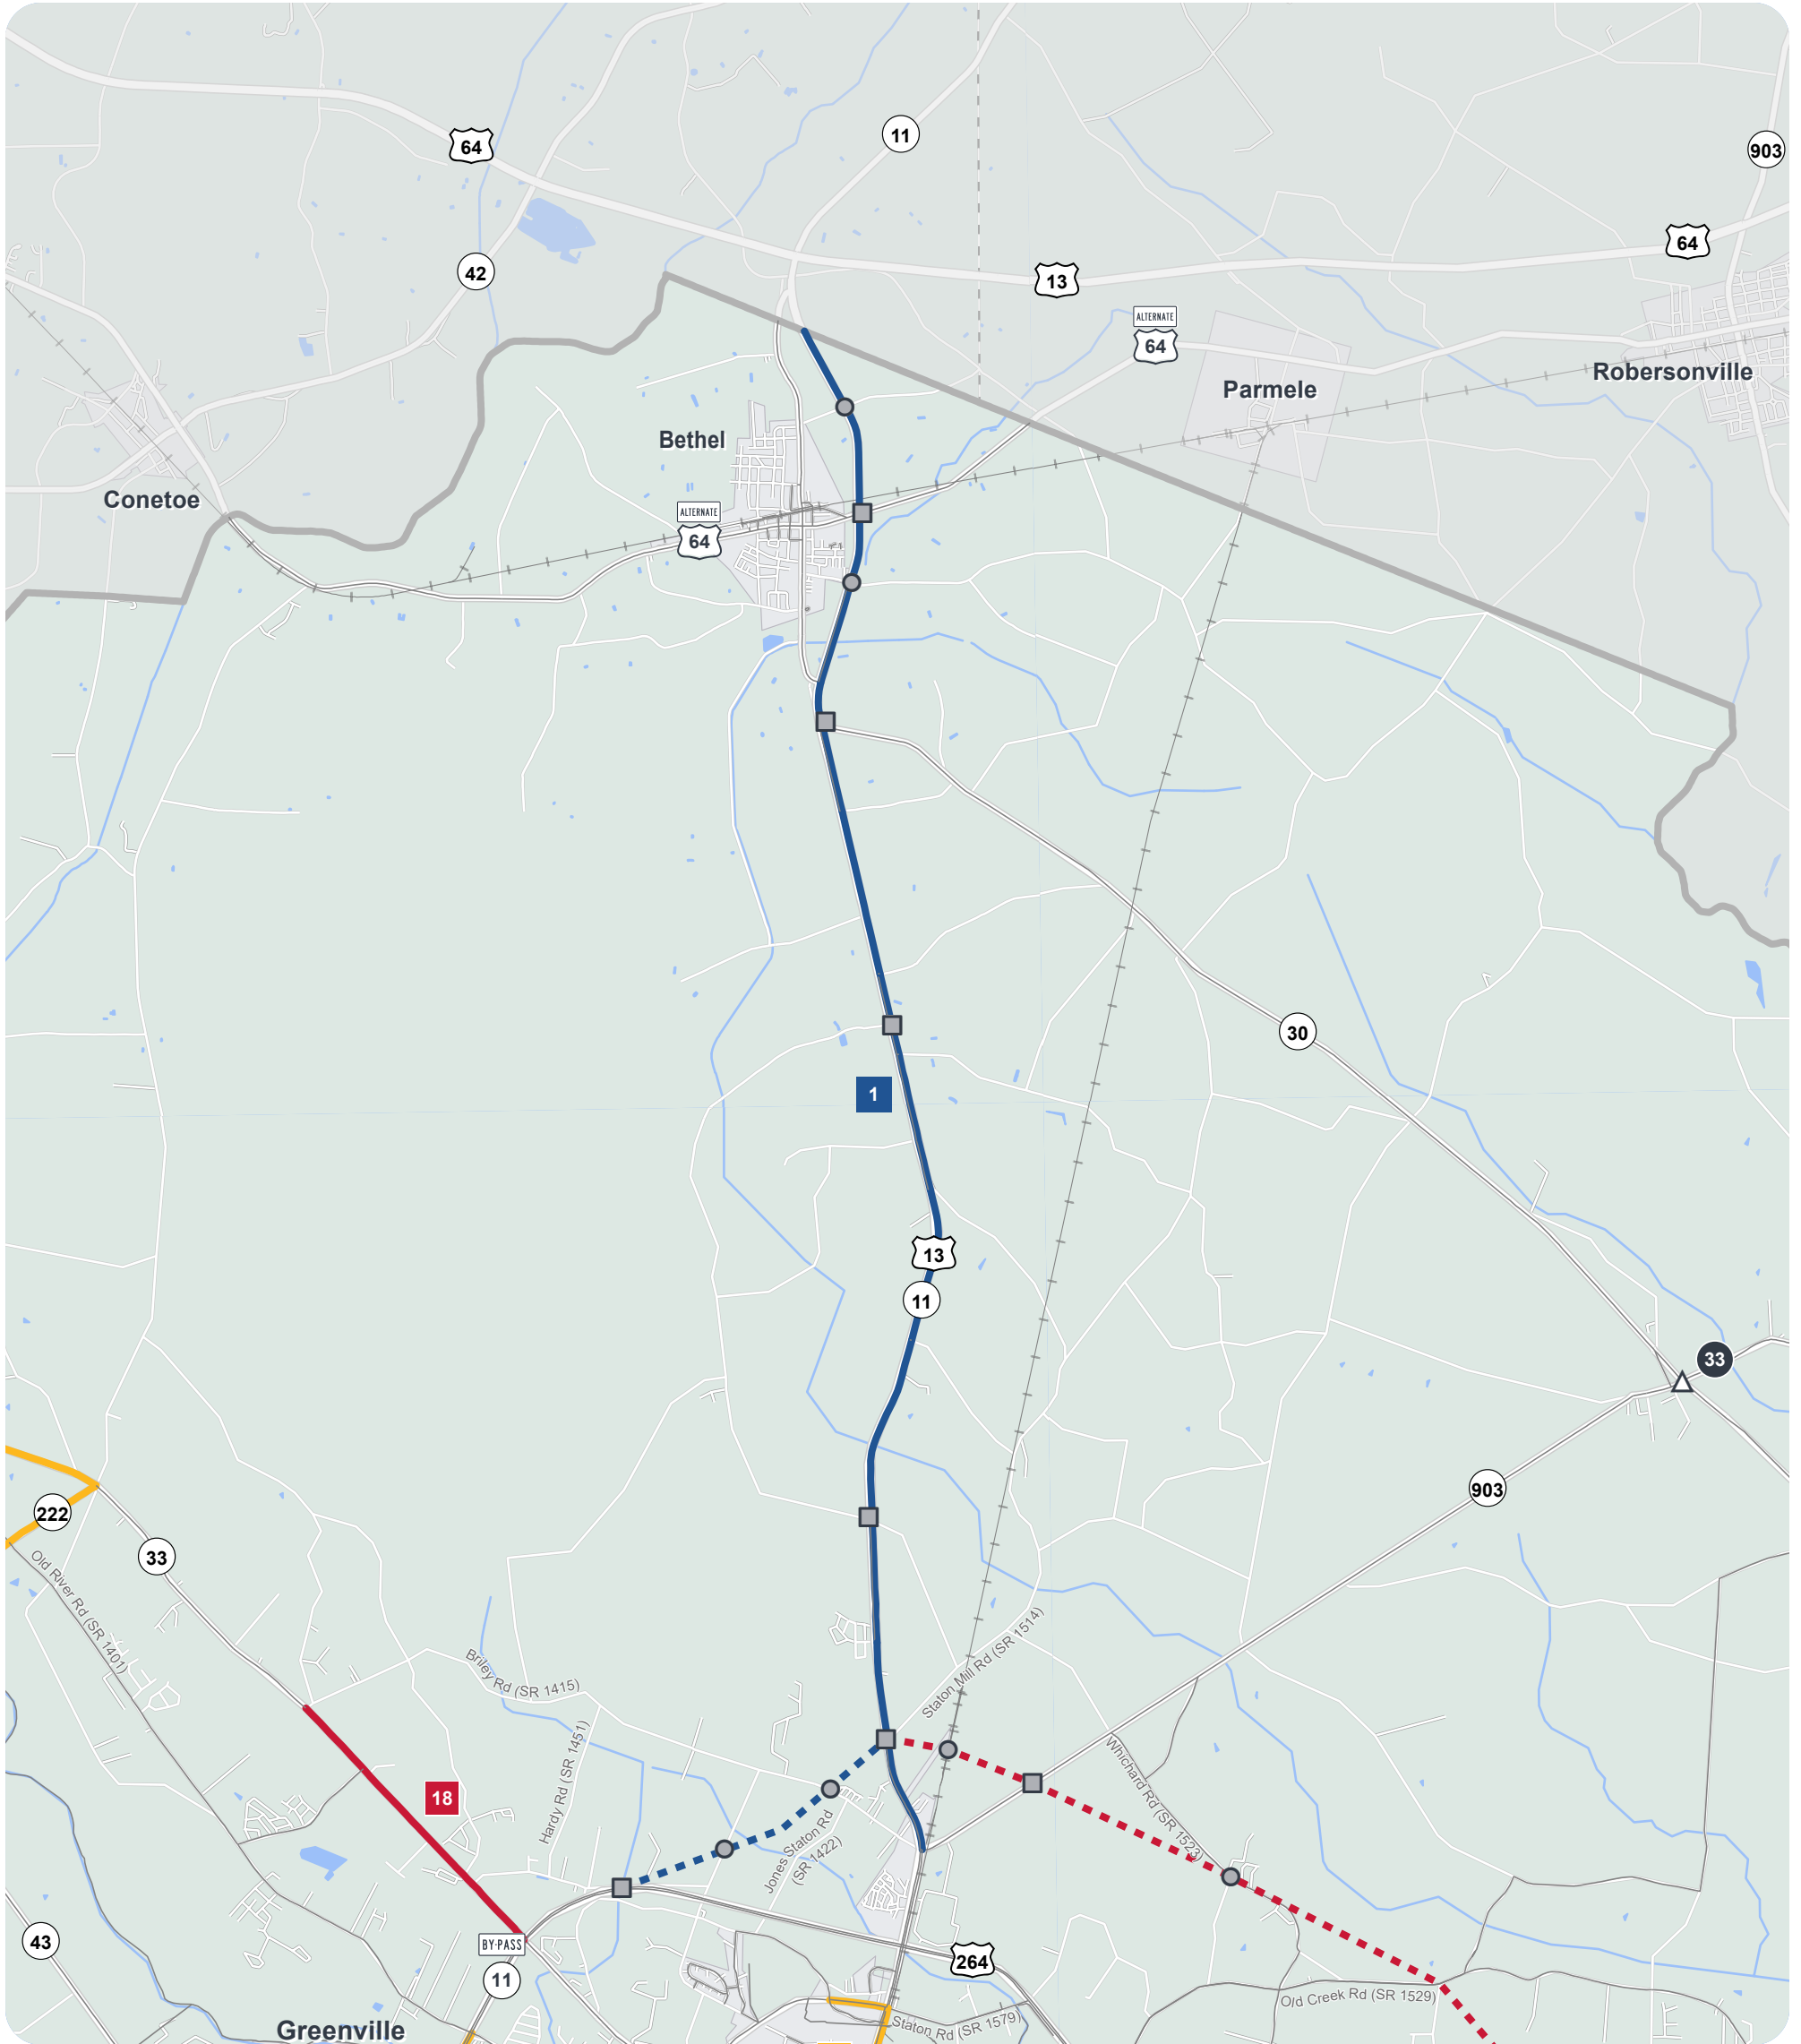 11
64
903
64
42
13
ALTERNATE
64
Robersonville
Parmele
Bethel
Conetoe
ALTERNATE
64
30
1
13
11
33
903
222
33
Old River Rd (SR 1401)
Staton Mill Rd (SR 1514)
Briley Rd (SR 1415)
Hardy Rd (SR 1451)
Whichard Rd (SR 1523)
18
Jones Staton Rd
(SR 1422)
43
BY-PASS
11
264
Old Creek Rd (SR 1529)
Staton Rd (SR 1579)
Greenville